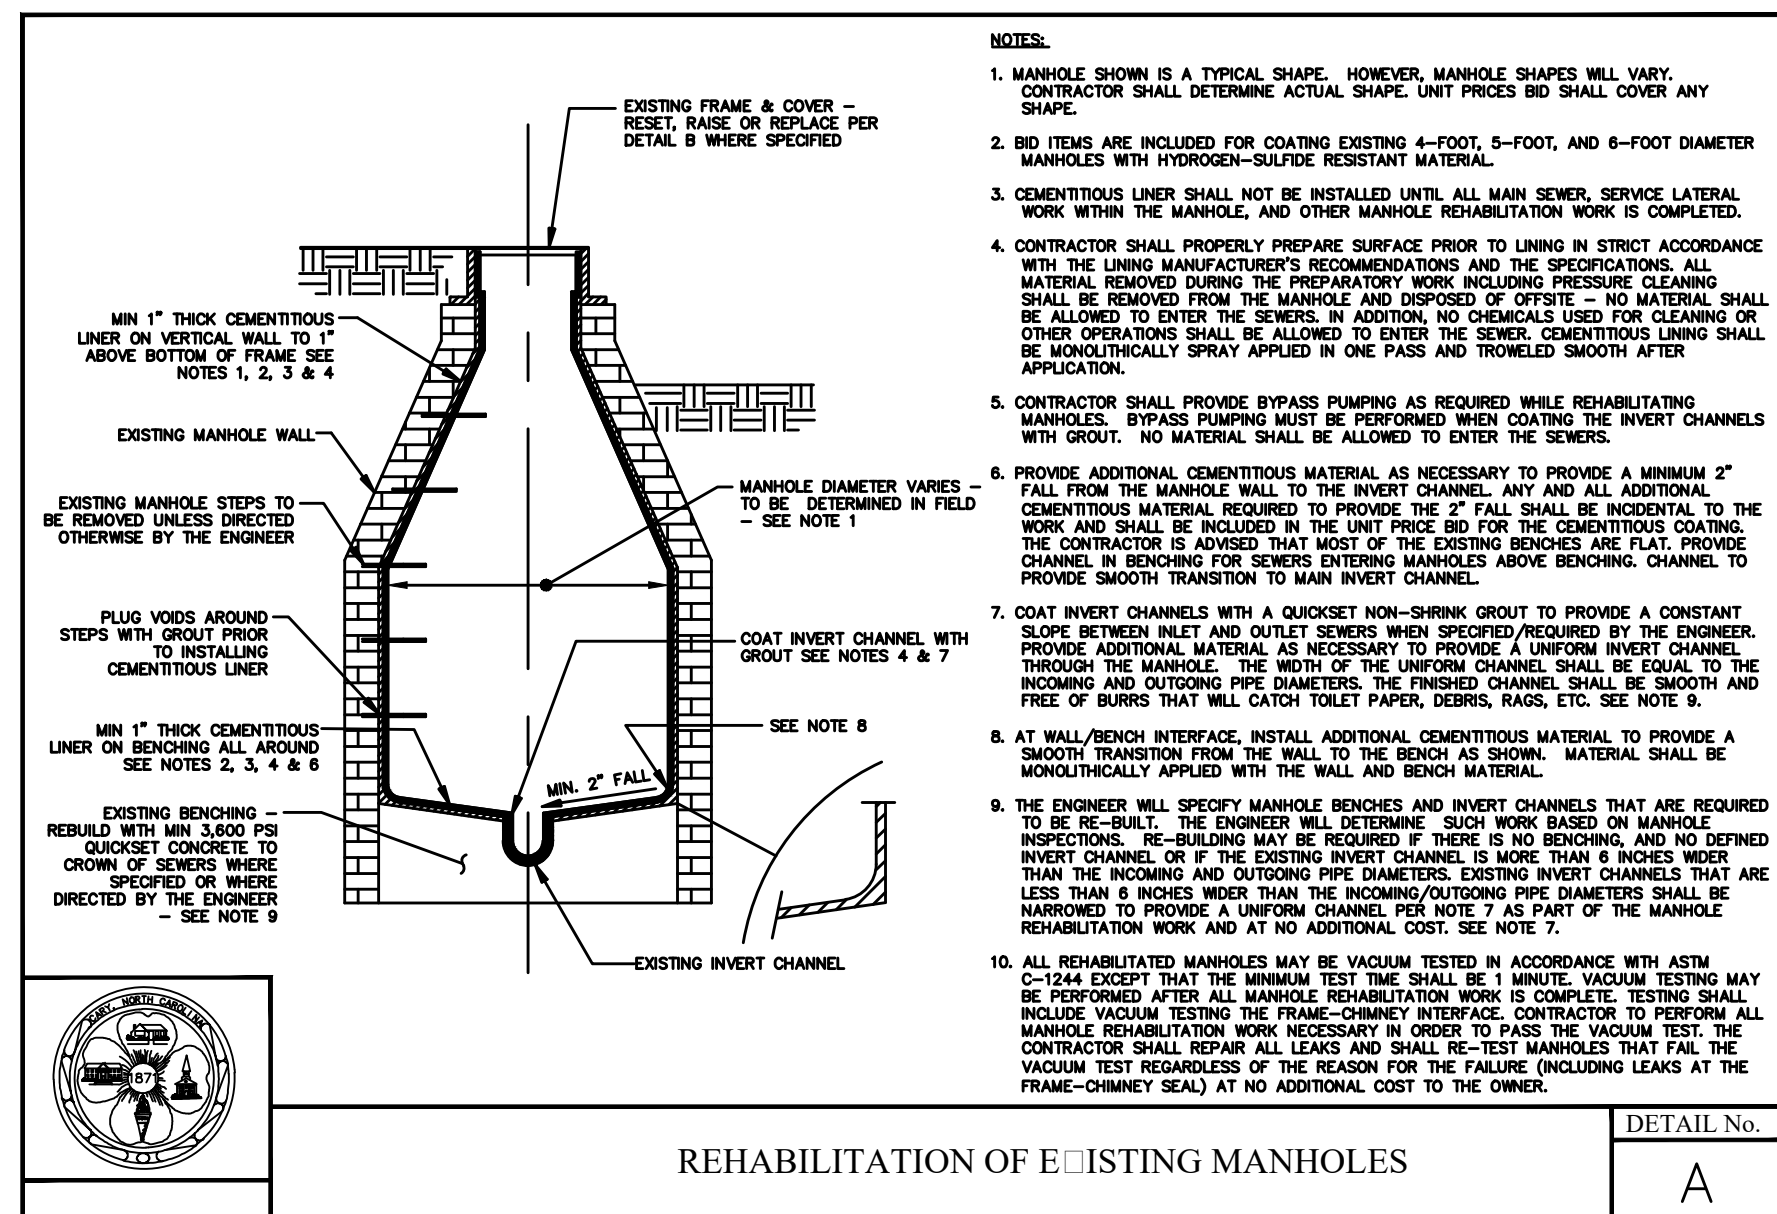 EXISTING FRAME & COVER –
RESET, RAISE OR REPLACE PER
DETAIL B WHERE SPECIFIED
MIN 1" THICK CEMENTITIOUS
LINER ON VERTICAL WALL TO 1"
ABOVE BOTTOM OF FRAME SEE
NOTES 1, 2, 3 & 4
EXISTING MANHOLE WALL
EXISTING MANHOLE STEPS TO
BE REMOVED UNLESS DIRECTED
OTHERWISE BY THE ENGINEER
PLUG VOIDS AROUND
STEPS WITH GROUT PRIOR
TO INSTALLING
CEMENTITIOUS LINER
MIN 1" THICK CEMENTITIOUS
LINER ON BENCHING ALL AROUND
SEE NOTES 2, 3, 4 & 6
EXISTING BENCHING –
REBUILD WITH MIN 3,600 PSI
QUICKSET CONCRETE TO
CROWN OF SEWERS WHERE
SPECIFIED OR WHERE
DIRECTED BY THE ENGINEER
– SEE NOTE 9
MANHOLE DIAMETER VARIES –
TO BE DETERMINED IN FIELD
– SEE NOTE 1
COAT INVERT CHANNEL WITH
GROUT SEE NOTES 4 & 7
SEE NOTE 8
MIN. 2" FALL
EXISTING INVERT CHANNEL
NOTES:
1. MANHOLE SHOWN IS A TYPICAL SHAPE. HOWEVER, MANHOLE SHAPES WILL VARY.
CONTRACTOR SHALL DETERMINE ACTUAL SHAPE. UNIT PRICES BID SHALL COVER ANY
SHAPE.
2. BID ITEMS ARE INCLUDED FOR COATING EXISTING 4–FOOT, 5–FOOT, AND 6–FOOT DIAMETER
MANHOLES WITH HYDROGEN–SULFIDE RESISTANT MATERIAL.
3. CEMENTITIOUS LINER SHALL NOT BE INSTALLED UNTIL ALL MAIN SEWER, SERVICE LATERAL
WORK WITHIN THE MANHOLE, AND OTHER MANHOLE REHABILITATION WORK IS COMPLETED.
4. CONTRACTOR SHALL PROPERLY PREPARE SURFACE PRIOR TO LINING IN STRICT ACCORDANCE
WITH THE LINING MANUFACTURER'S RECOMMENDATIONS AND THE SPECIFICATIONS. ALL
MATERIAL REMOVED DURING THE PREPARATORY WORK INCLUDING PRESSURE CLEANING
SHALL BE REMOVED FROM THE MANHOLE AND DISPOSED OF OFFSITE – NO MATERIAL SHALL
BE ALLOWED TO ENTER THE SEWERS. IN ADDITION, NO CHEMICALS USED FOR CLEANING OR
OTHER OPERATIONS SHALL BE ALLOWED TO ENTER THE SEWER. CEMENTITIOUS LINING SHALL
BE MONOLITHICALLY SPRAY APPLIED IN ONE PASS AND TROWELED SMOOTH AFTER
APPLICATION.
5. CONTRACTOR SHALL PROVIDE BYPASS PUMPING AS REQUIRED WHILE REHABILITATING
MANHOLES. BYPASS PUMPING MUST BE PERFORMED WHEN COATING THE INVERT CHANNELS
WITH GROUT. NO MATERIAL SHALL BE ALLOWED TO ENTER THE SEWERS.
6. PROVIDE ADDITIONAL CEMENTITIOUS MATERIAL AS NECESSARY TO PROVIDE A MINIMUM 2"
FALL FROM THE MANHOLE WALL TO THE INVERT CHANNEL. ANY AND ALL ADDITIONAL
CEMENTITIOUS MATERIAL REQUIRED TO PROVIDE THE 2" FALL SHALL BE INCIDENTAL TO THE
WORK AND SHALL BE INCLUDED IN THE UNIT PRICE BID FOR THE CEMENTITIOUS COATING.
THE CONTRACTOR IS ADVISED THAT MOST OF THE EXISTING BENCHES ARE FLAT. PROVIDE
CHANNEL IN BENCHING FOR SEWERS ENTERING MANHOLES ABOVE BENCHING. CHANNEL TO
PROVIDE SMOOTH TRANSITION TO MAIN INVERT CHANNEL.
7. COAT INVERT CHANNELS WITH A QUICKSET NON–SHRINK GROUT TO PROVIDE A CONSTANT
SLOPE BETWEEN INLET AND OUTLET SEWERS WHEN SPECIFIED/REQUIRED BY THE ENGINEER.
PROVIDE ADDITIONAL MATERIAL AS NECESSARY TO PROVIDE A UNIFORM INVERT CHANNEL
THROUGH THE MANHOLE. THE WIDTH OF THE UNIFORM CHANNEL SHALL BE EQUAL TO THE
INCOMING AND OUTGOING PIPE DIAMETERS. THE FINISHED CHANNEL SHALL BE SMOOTH AND
FREE OF BURRS THAT WILL CATCH TOILET PAPER, DEBRIS, RAGS, ETC. SEE NOTE 9.
8. AT WALL/BENCH INTERFACE, INSTALL ADDITIONAL CEMENTITIOUS MATERIAL TO PROVIDE A
SMOOTH TRANSITION FROM THE WALL TO THE BENCH AS SHOWN. MATERIAL SHALL BE
MONOLITHICALLY APPLIED WITH THE WALL AND BENCH MATERIAL.
9. THE ENGINEER WILL SPECIFY MANHOLE BENCHES AND INVERT CHANNELS THAT ARE REQUIRED
TO BE RE–BUILT. THE ENGINEER WILL DETERMINE SUCH WORK BASED ON MANHOLE
INSPECTIONS. RE–BUILDING MAY BE REQUIRED IF THERE IS NO BENCHING, AND NO DEFINED
INVERT CHANNEL OR IF THE EXISTING INVERT CHANNEL IS MORE THAN 6 INCHES WIDER
THAN THE INCOMING AND OUTGOING PIPE DIAMETERS. EXISTING INVERT CHANNELS THAT ARE
LESS THAN 6 INCHES WIDER THAN THE INCOMING/OUTGOING PIPE DIAMETERS SHALL BE
NARROWED TO PROVIDE A UNIFORM CHANNEL PER NOTE 7 AS PART OF THE MANHOLE
REHABILITATION WORK AND AT NO ADDITIONAL COST. SEE NOTE 7.
10. ALL REHABILITATED MANHOLES MAY BE VACUUM TESTED IN ACCORDANCE WITH ASTM
C–1244 EXCEPT THAT THE MINIMUM TEST TIME SHALL BE 1 MINUTE. VACUUM TESTING MAY
BE PERFORMED AFTER ALL MANHOLE REHABILITATION WORK IS COMPLETE. TESTING SHALL
INCLUDE VACUUM TESTING THE FRAME–CHIMNEY INTERFACE. CONTRACTOR TO PERFORM ALL
MANHOLE REHABILITATION WORK NECESSARY IN ORDER TO PASS THE VACUUM TEST. THE
CONTRACTOR SHALL REPAIR ALL LEAKS AND SHALL RE–TEST MANHOLES THAT FAIL THE
VACUUM TEST REGARDLESS OF THE REASON FOR THE FAILURE (INCLUDING LEAKS AT THE
FRAME–CHIMNEY SEAL) AT NO ADDITIONAL COST TO THE OWNER.
CARY, NORTH CAROLINA
1871
REHABILITATION OF E□ISTING MANHOLES
DETAIL No.
A